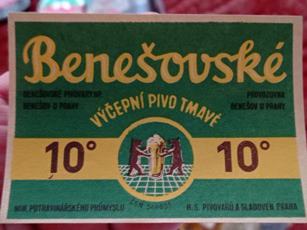 Benešovské
BENEŠOVSKÉ PIVOVARY NP.
BENEŠOV U PRAHY
PROVOZOVNA
BENEŠOV U PRAHY
VÝČEPNÍ PIVO TMAVÉ
10° 10°
MIN. POTRAVINÁŘSKÉHO PRŮMYSLU
H.S. PIVOVARŮ A SLADOVEN PRAHA